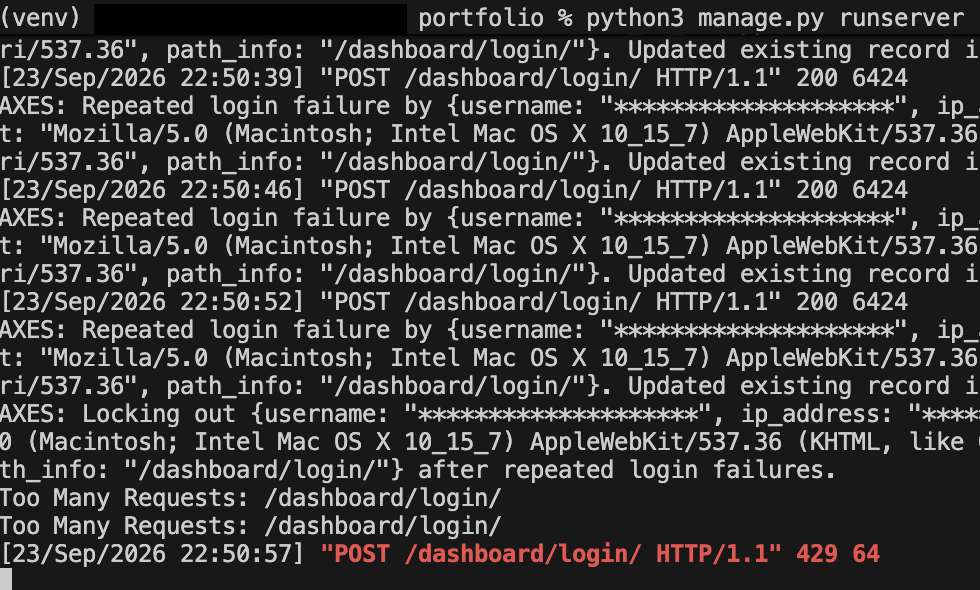 (venv) portfolio % python3 manage.py runserver
ri/537.36", path_info: "/dashboard/login/"}. Updated existing record i
[23/Sep/2026 22:50:39] "POST /dashboard/login/ HTTP/1.1" 200 6424
AXES: Repeated login failure by {username: "********************", ip_
t: "Mozilla/5.0 (Macintosh; Intel Mac OS X 10_15_7) AppleWebKit/537.36
ri/537.36", path_info: "/dashboard/login/"}. Updated existing record i
[23/Sep/2026 22:50:46] "POST /dashboard/login/ HTTP/1.1" 200 6424
AXES: Repeated login failure by {username: "********************", ip_
t: "Mozilla/5.0 (Macintosh; Intel Mac OS X 10_15_7) AppleWebKit/537.36
ri/537.36", path_info: "/dashboard/login/"}. Updated existing record i
[23/Sep/2026 22:50:52] "POST /dashboard/login/ HTTP/1.1" 200 6424
AXES: Repeated login failure by {username: "********************", ip_
t: "Mozilla/5.0 (Macintosh; Intel Mac OS X 10_15_7) AppleWebKit/537.36
ri/537.36", path_info: "/dashboard/login/"}. Updated existing record i
AXES: Locking out {username: "********************", ip_address: "****
0 (Macintosh; Intel Mac OS X 10_15_7) AppleWebKit/537.36 (KHTML, like
th_info: "/dashboard/login/"} after repeated login failures.
Too Many Requests: /dashboard/login/
Too Many Requests: /dashboard/login/
[23/Sep/2026 22:50:57] "POST /dashboard/login/ HTTP/1.1" 429 64